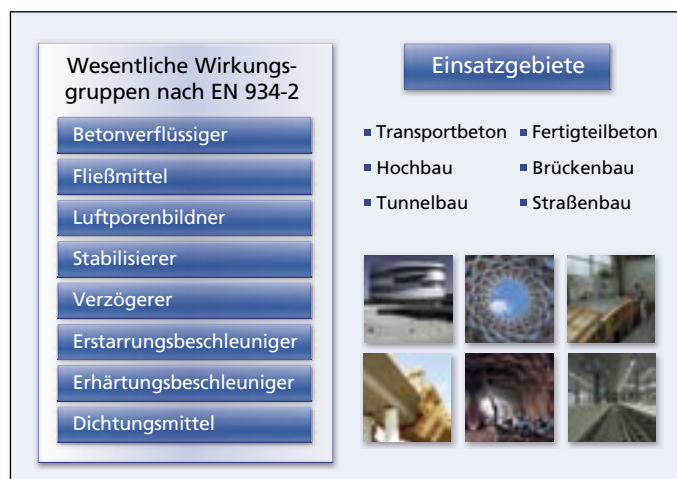 Wesentliche Wirkungs-
gruppen nach EN 934-2
Betonverflüssiger
Fließmittel
Luftporenbildner
Stabilisierer
Verzögerer
Erstarrungsbeschleuniger
Erhärtungsbeschleuniger
Dichtungsmittel
Einsatzgebiete
▪ Transportbeton ▪ Fertigteilbeton
▪ Hochbau ▪ Brückenbau
▪ Tunnelbau ▪ Straßenbau